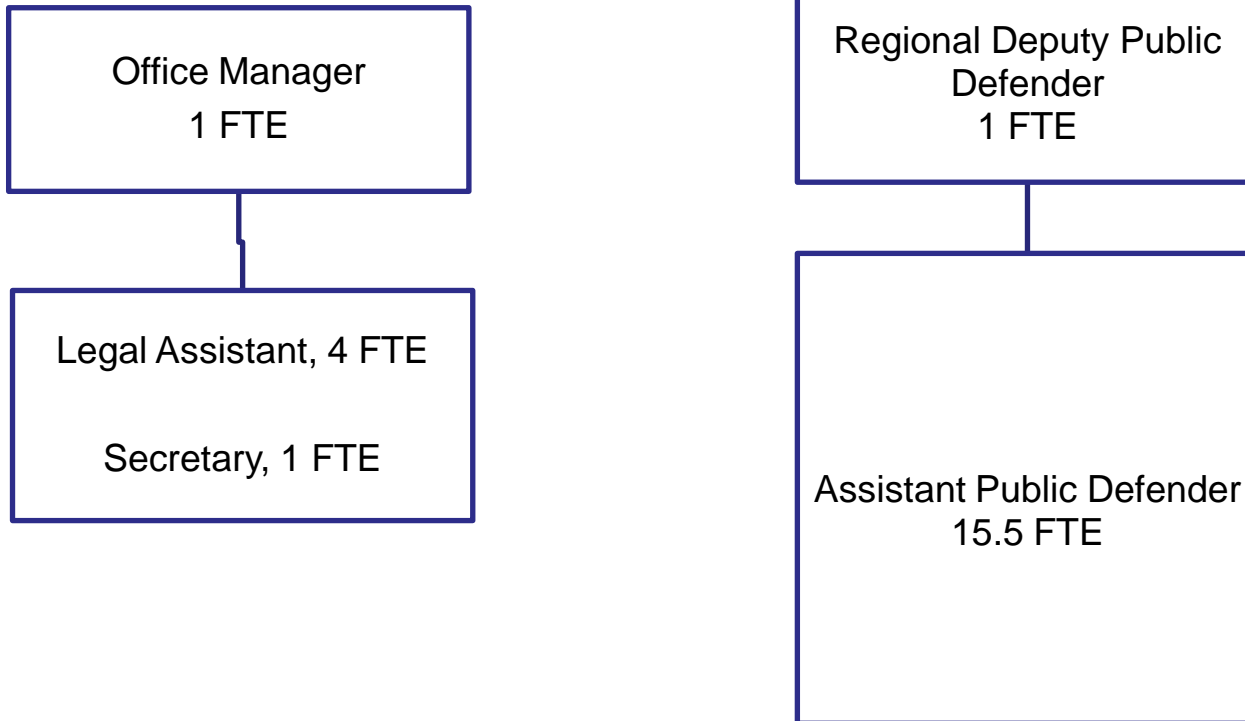 Office Manager
1 FTE
Legal Assistant, 4 FTE
Secretary, 1 FTE
Regional Deputy Public
Defender
1 FTE
Assistant Public Defender
15.5 FTE